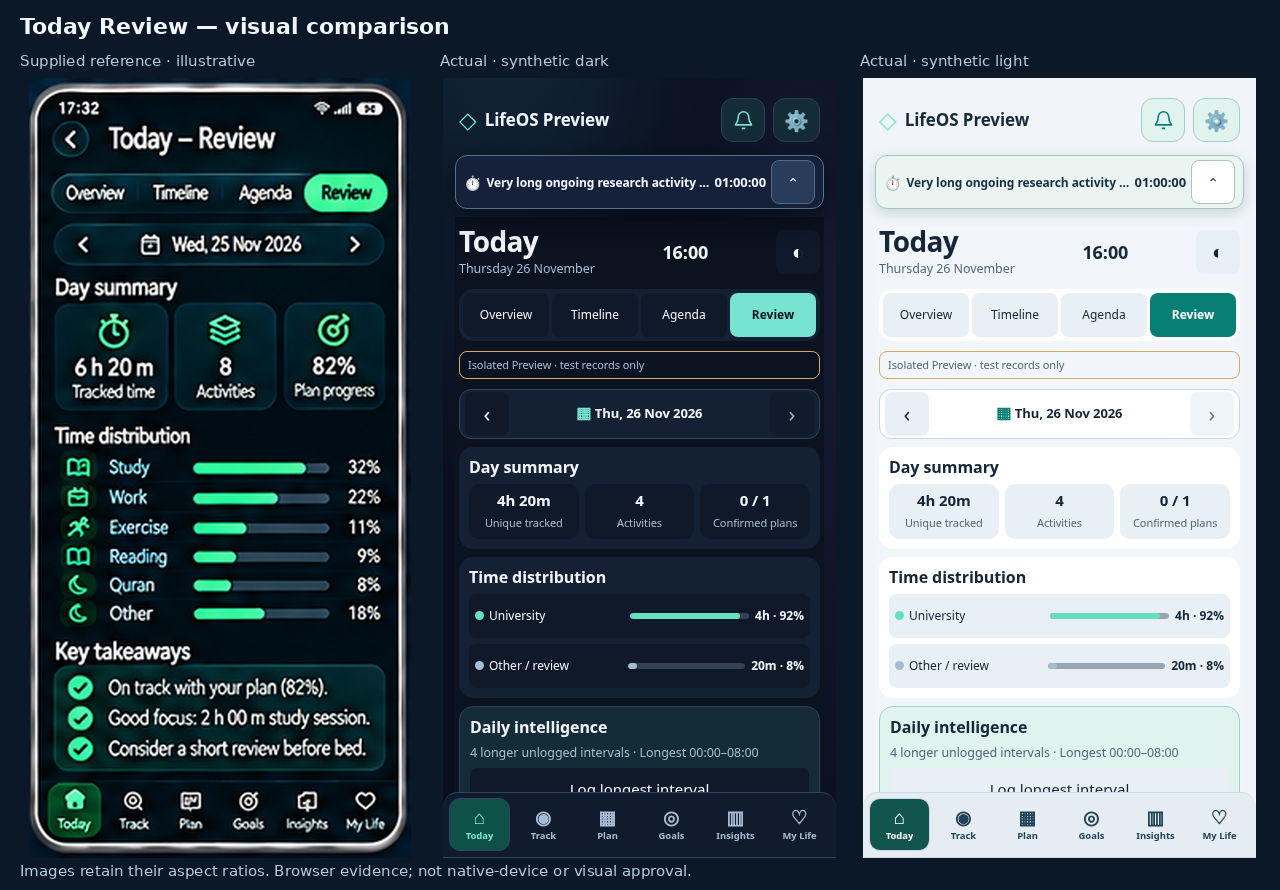 Today Review — visual comparison
Supplied reference · illustrative
17:32
Today – Review
Overview Timeline Agenda Review
Wed, 25 Nov 2026
Day summary
6 h 20 m 8 82%
Tracked time Activities Plan progress
Time distribution
Study 32%
Work 22%
Exercise 11%
Reading 9%
Quran 8%
Other 18%
Key takeaways
On track with your plan (82%).
Good focus: 2 h 00 m study session.
Consider a short review before bed.
Today Track Plan Goals Insights My Life
Actual · synthetic dark
LifeOS Preview
Very long ongoing research activity ... 01:00:00
Today 16:00
Thursday 26 November
Overview Timeline Agenda Review
Isolated Preview · test records only
Thu, 26 Nov 2026
Day summary
4h 20m 4 0 / 1
Unique tracked Activities Confirmed plans
Time distribution
University 4h · 92%
Other / review 20m · 8%
Daily intelligence
4 longer unlogged intervals · Longest 00:00–08:00
Log longest interval
Today Track Plan Goals Insights My Life
Actual · synthetic light
LifeOS Preview
Very long ongoing research activity ... 01:00:00
Today 16:00
Thursday 26 November
Overview Timeline Agenda Review
Isolated Preview · test records only
Thu, 26 Nov 2026
Day summary
4h 20m 4 0 / 1
Unique tracked Activities Confirmed plans
Time distribution
University 4h · 92%
Other / review 20m · 8%
Daily intelligence
4 longer unlogged intervals · Longest 00:00–08:00
Log longest interval
Today Track Plan Goals Insights My Life
Images retain their aspect ratios. Browser evidence; not native-device or visual approval.